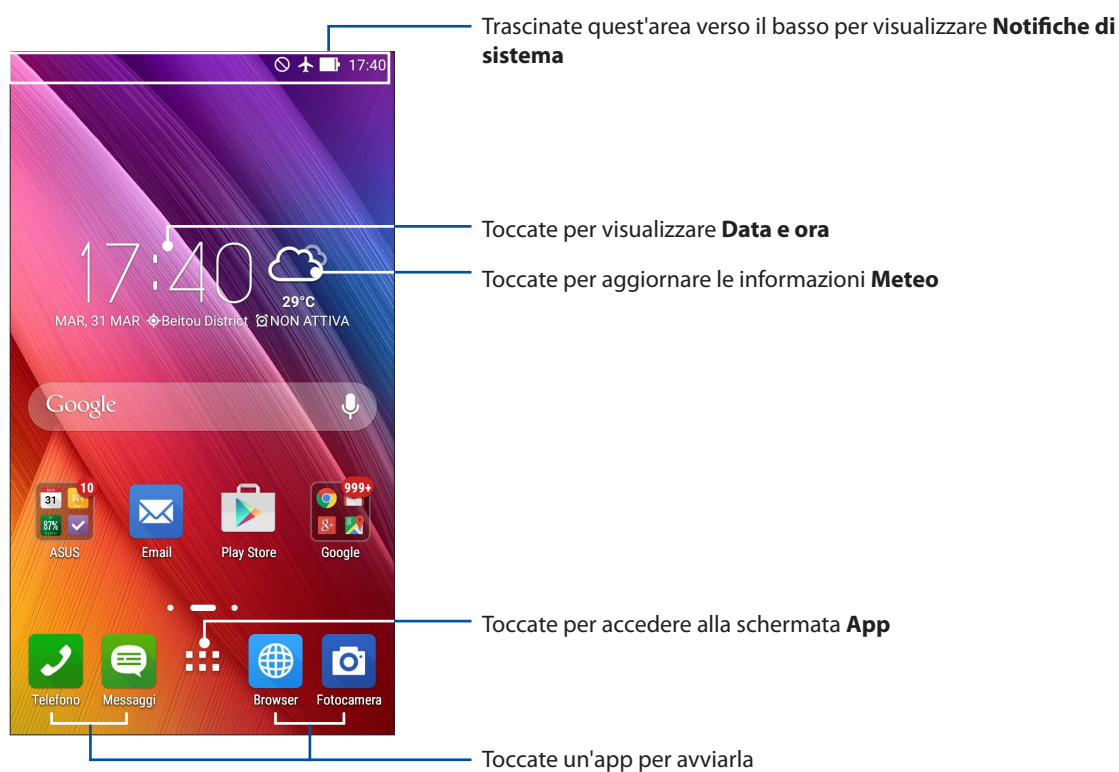 Trascinate quest'area verso il basso per visualizzare Notifiche di
sistema
17:40
Toccate per visualizzare Data e ora
17:40
Toccate per aggiornare le informazioni Meteo
29°C
MAR, 31 MAR Beitou District NON ATTIVA
Google
10
999+
31
87%
8+
ASUS Email Play Store Google
Toccate per accedere alla schermata App
Telefono Messaggi Browser Fotocamera
Toccate un'app per avviarla